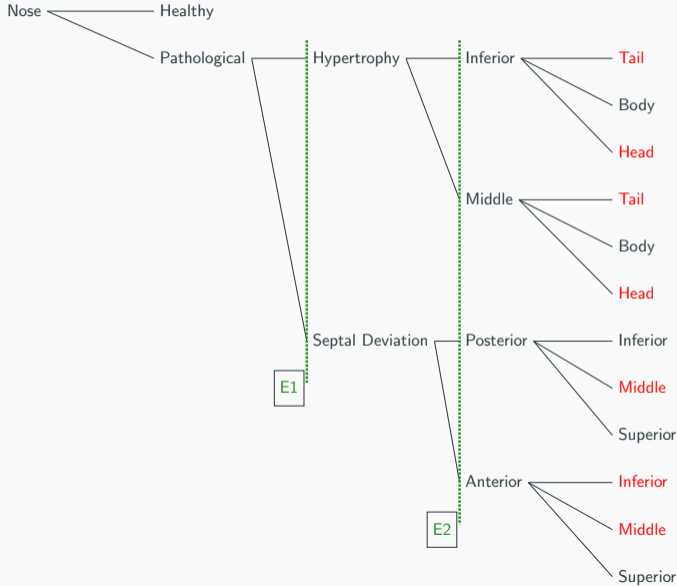 Nose Healthy
Pathological Hypertrophy Inferior Tail
Body
Head
Middle Tail
Body
Head
Septal Deviation Posterior Inferior
E1 Middle
Superior
Anterior Inferior
E2 Middle
Superior